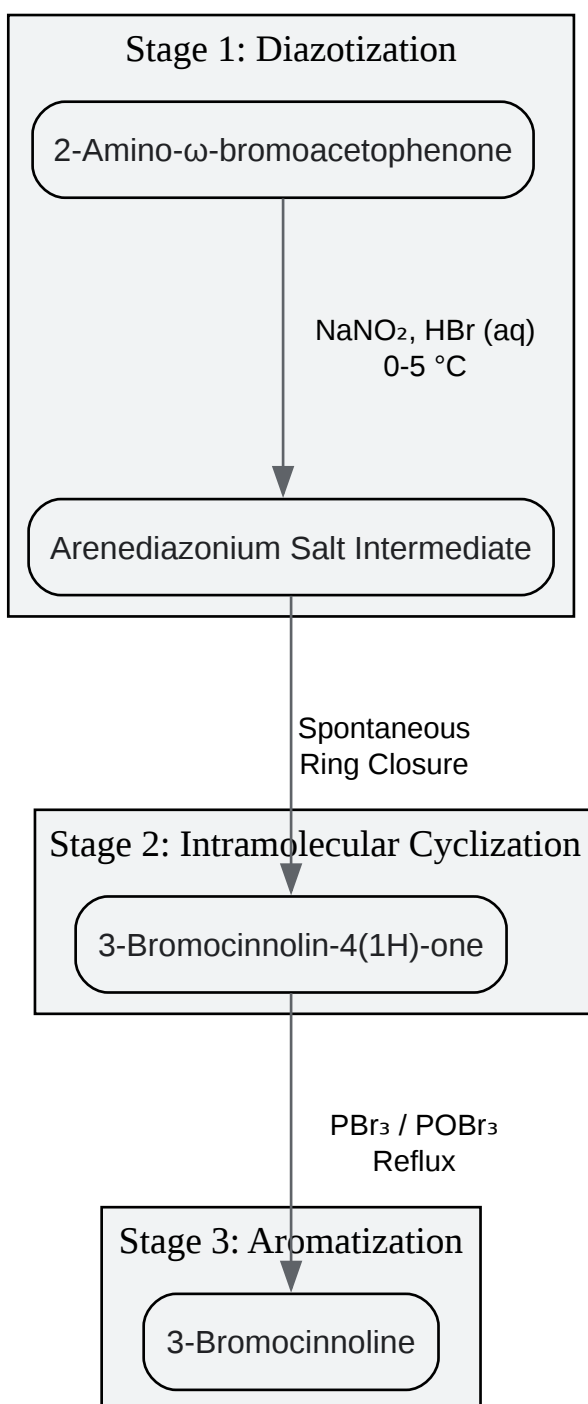 Stage 1: Diazotization
2-Amino-ω-bromoacetophenone
NaNO₂, HBr (aq)
0-5 °C
Arenediazonium Salt Intermediate
Spontaneous
Ring Closure
Stage 2: Intramolecular Cyclization
3-Bromocinnolin-4(1H)-one
PBr₃ / POBr₃
Reflux
Stage 3: Aromatization
3-Bromocinnoline